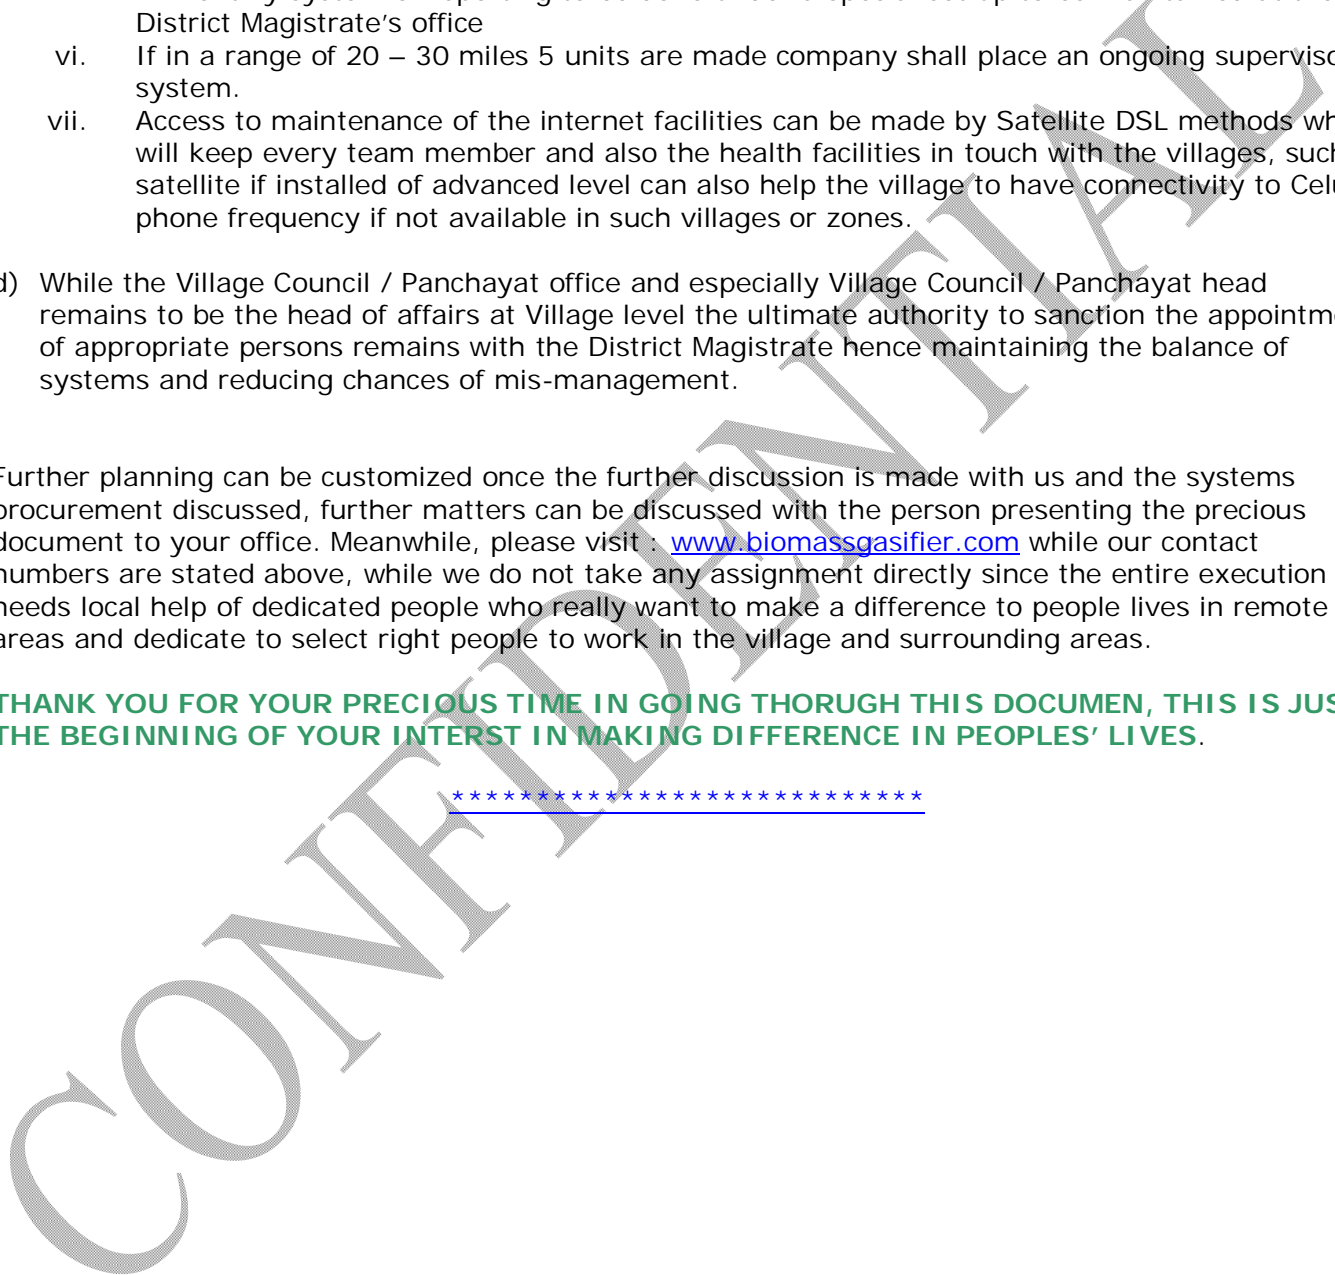 District Magistrate's office
vi. If in a range of 20 – 30 miles 5 units are made company shall place an ongoing
system.
vii. Access to maintenance of the internet facilities can be made by Satellite DSL methods
will keep every team member and also the health facilities in touch with the villages, such
satellite if installed of advanced level can also help the village to have connectivity to
phone frequency if not available in such villages or zones.
d) While the Village Council / Panchayat office and especially Village Council / Panchayat head
remains to be the head of affairs at Village level the ultimate authority to sanction the
of appropriate persons remains with the District Magistrate hence maintaining the balance of
systems and reducing chances of mis-management.
Further planning can be customized once the further discussion is made with us and the systems
procurement discussed, further matters can be discussed with the person presenting the precious
document to your office. Meanwhile, please visit : www.biomassgasifier.com while our contact
numbers are stated above, while we do not take any assignment directly since the entire execution
needs local help of dedicated people who really want to make a difference to people lives in remote
areas and dedicate to select right people to work in the village and surrounding areas.
THANK YOU FOR YOUR PRECIOUS TIME IN GOING THORUGH THIS DOCUMEN, THIS IS JUS
THE BEGINNING OF YOUR INTERST IN MAKING DIFFERENCE IN PEOPLES' LIVES.
****************************
CONFIDENTIAL